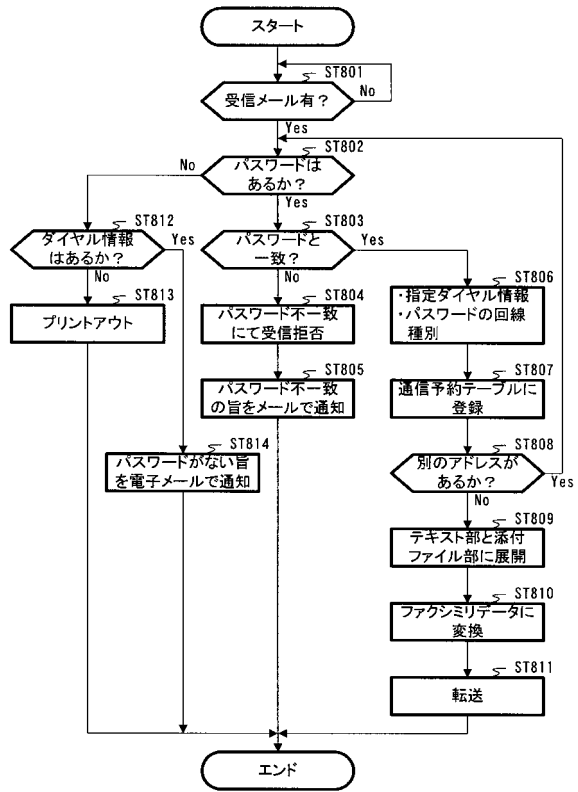 スタート
ST801
受信メール有？
No
Yes
ST802
パスワードは
あるか？
No
Yes
ST812
ダイヤル情報
はあるか？
Yes
No
ST803
パスワードと
一致？
Yes
No
ST813
プリントアウト
ST804
パスワード不一致
にて受信拒否
ST806
・指定ダイヤル情報
・パスワードの回線
種別
ST805
パスワード不一致
の旨をメールで通知
ST807
通信予約テーブルに
登録
ST814
パスワードがない旨
を電子メールで通知
ST808
別のアドレスが
あるか？
Yes
No
ST809
テキスト部と添付
ファイル部に展開
ST810
ファクシミリデータに
変換
ST811
転送
エンド